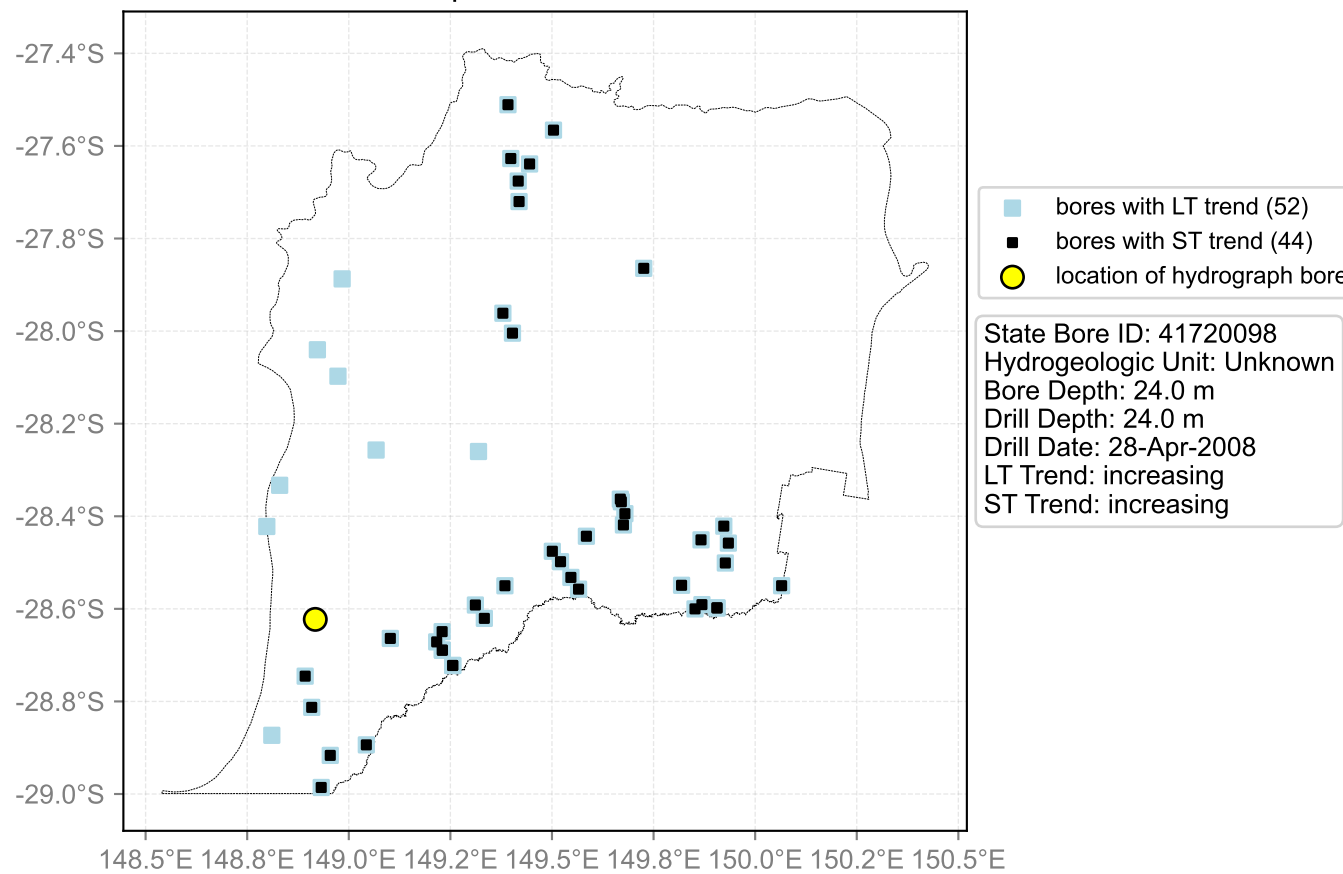 -27.4°S
-27.6°S
-27.8°S
-28.0°S
-28.2°S
-28.4°S
-28.6°S
-28.8°S
-29.0°S
148.5°E 148.8°E 149.0°E 149.2°E 149.5°E 149.8°E 150.0°E 150.2°E 150.5°E
bores with LT trend (52)
bores with ST trend (44)
location of hydrograph bore
State Bore ID: 41720098
Hydrogeologic Unit: Unknown
Bore Depth: 24.0 m
Drill Depth: 24.0 m
Drill Date: 28-Apr-2008
LT Trend: increasing
ST Trend: increasing